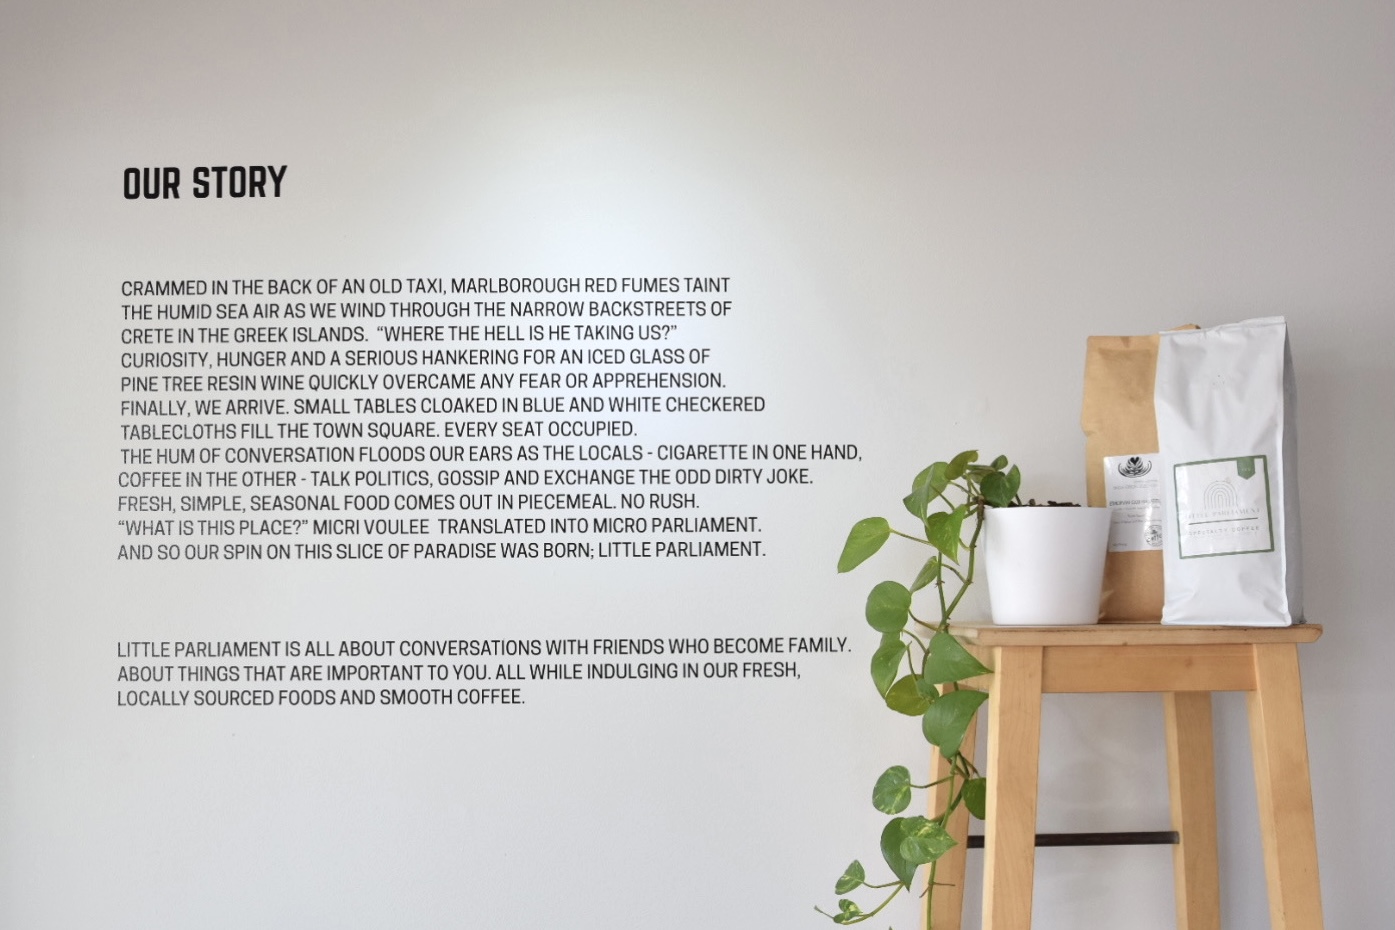 OUR STORY
CRAMMED IN THE BACK OF AN OLD TAXI, MARLBOROUGH RED FUMES TAINT
THE HUMID SEA AIR AS WE WIND THROUGH THE NARROW BACKSTREETS OF
CRETE IN THE GREEK ISLANDS. “WHERE THE HELL IS HE TAKING US?”
CURIOSITY, HUNGER AND A SERIOUS HANKERING FOR AN ICED GLASS OF
PINE TREE RESIN WINE QUICKLY OVERCAME ANY FEAR OR APPREHENSION.
FINALLY, WE ARRIVE. SMALL TABLES CLOAKED IN BLUE AND WHITE CHECKERED
TABLECLOTHS FILL THE TOWN SQUARE. EVERY SEAT OCCUPIED.
THE HUM OF CONVERSATION FLOODS OUR EARS AS THE LOCALS - CIGARETTE IN ONE HAND,
COFFEE IN THE OTHER - TALK POLITICS, GOSSIP AND EXCHANGE THE ODD DIRTY JOKE.
FRESH, SIMPLE, SEASONAL FOOD COMES OUT IN PIECEMEAL. NO RUSH.
“WHAT IS THIS PLACE?” MICRI VOULEE TRANSLATED INTO MICRO PARLIAMENT.
AND SO OUR SPIN ON THIS SLICE OF PARADISE WAS BORN; LITTLE PARLIAMENT.
LITTLE PARLIAMENT IS ALL ABOUT CONVERSATIONS WITH FRIENDS WHO BECOME FAMILY.
ABOUT THINGS THAT ARE IMPORTANT TO YOU. ALL WHILE INDULGING IN OUR FRESH,
LOCALLY SOURCED FOODS AND SMOOTH COFFEE.
LITTLE PARLIAMENT
SPECIALTY COFFEE